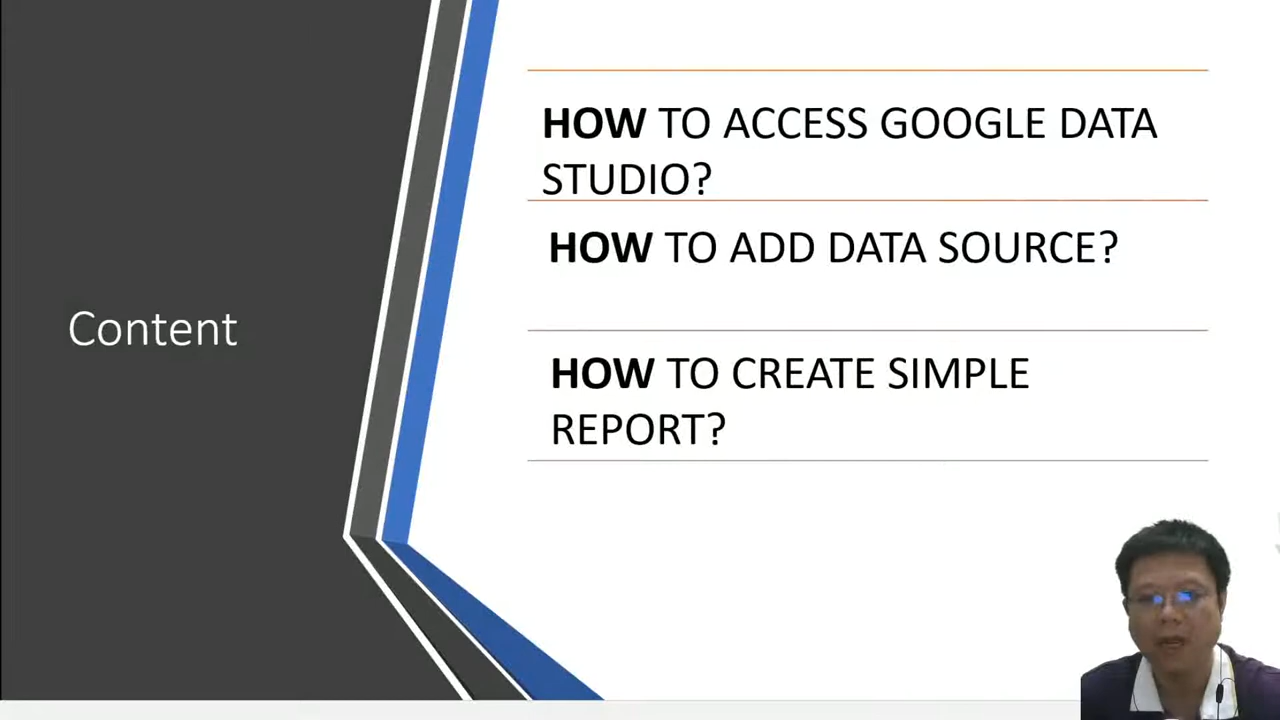 Content
HOW TO ACCESS GOOGLE DATA
STUDIO?
HOW TO ADD DATA SOURCE?
HOW TO CREATE SIMPLE
REPORT?